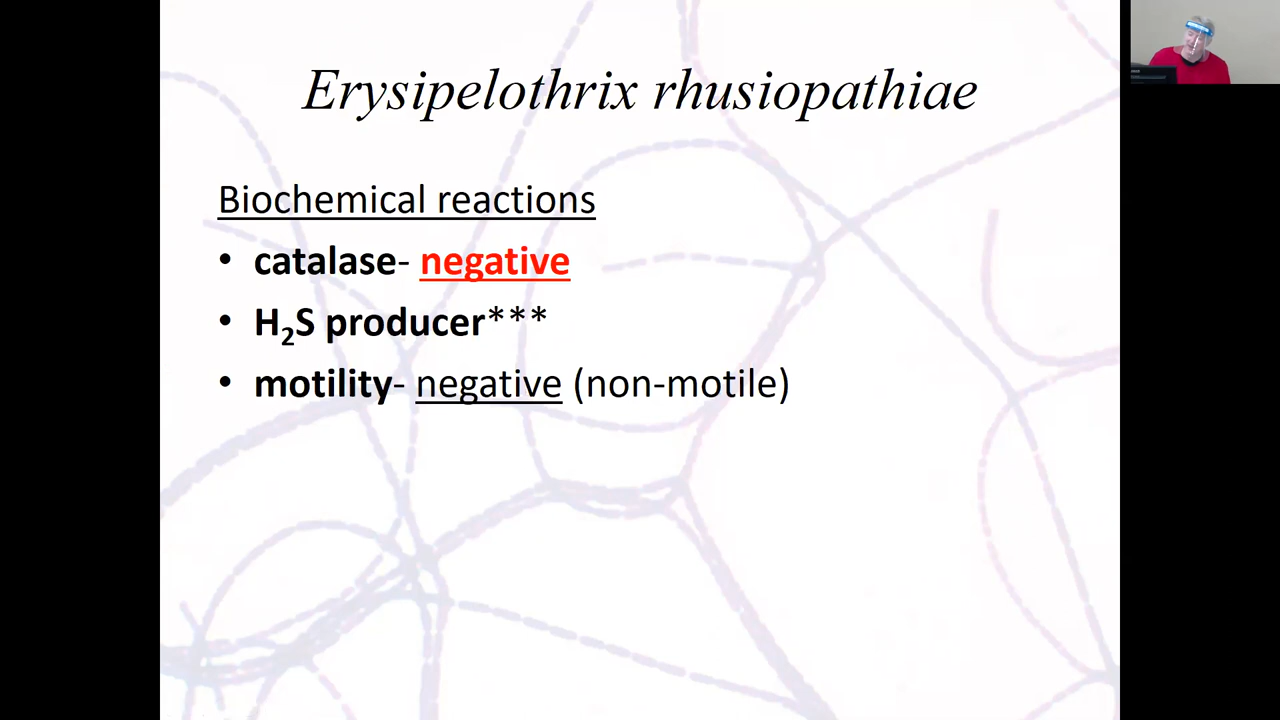 Erysipelothrix rhusiopathiae
Biochemical reactions
• catalase- negative
• H₂S producer***
• motility- negative (non-motile)